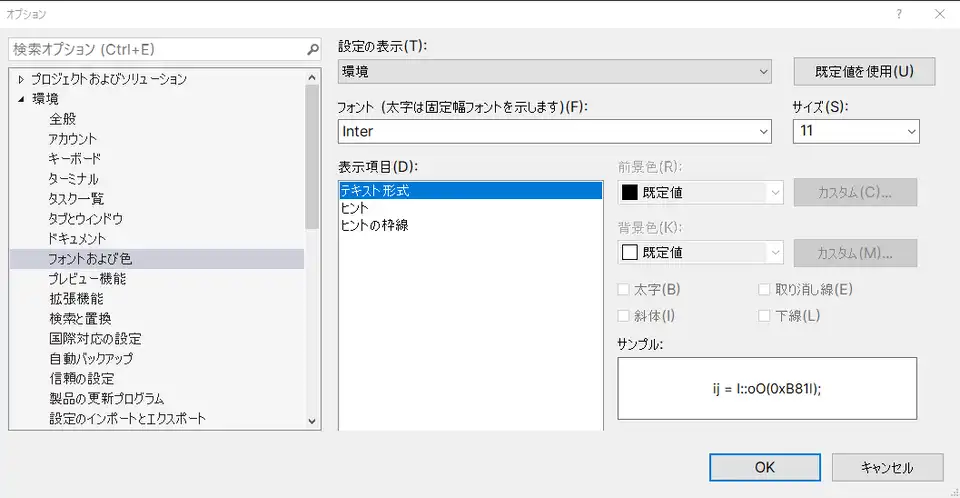 オプション
検索オプション (Ctrl+E)
プロジェクトおよびソリューション
環境
全般
アカウント
キーボード
ターミナル
タスク一覧
タブとウィンドウ
ドキュメント
フォントおよび色
プレビュー機能
拡張機能
検索と置換
国際対応の設定
自動バックアップ
信頼の設定
製品の更新プログラム
設定のインポートとエクスポート
設定の表示(T):
環境
既定値を使用(U)
フォント (太字は固定幅フォントを示します)(F):
サイズ(S):
Inter
11
表示項目(D):
テキスト形式
ヒント
ヒントの枠線
前景色(R):
既定値
カスタム(C)...
背景色(K):
既定値
カスタム(M)...
太字(B)
取り消し線(E)
斜体(I)
下線(L)
サンプル:
ij = I::oO(0xB81l);
OK
キャンセル